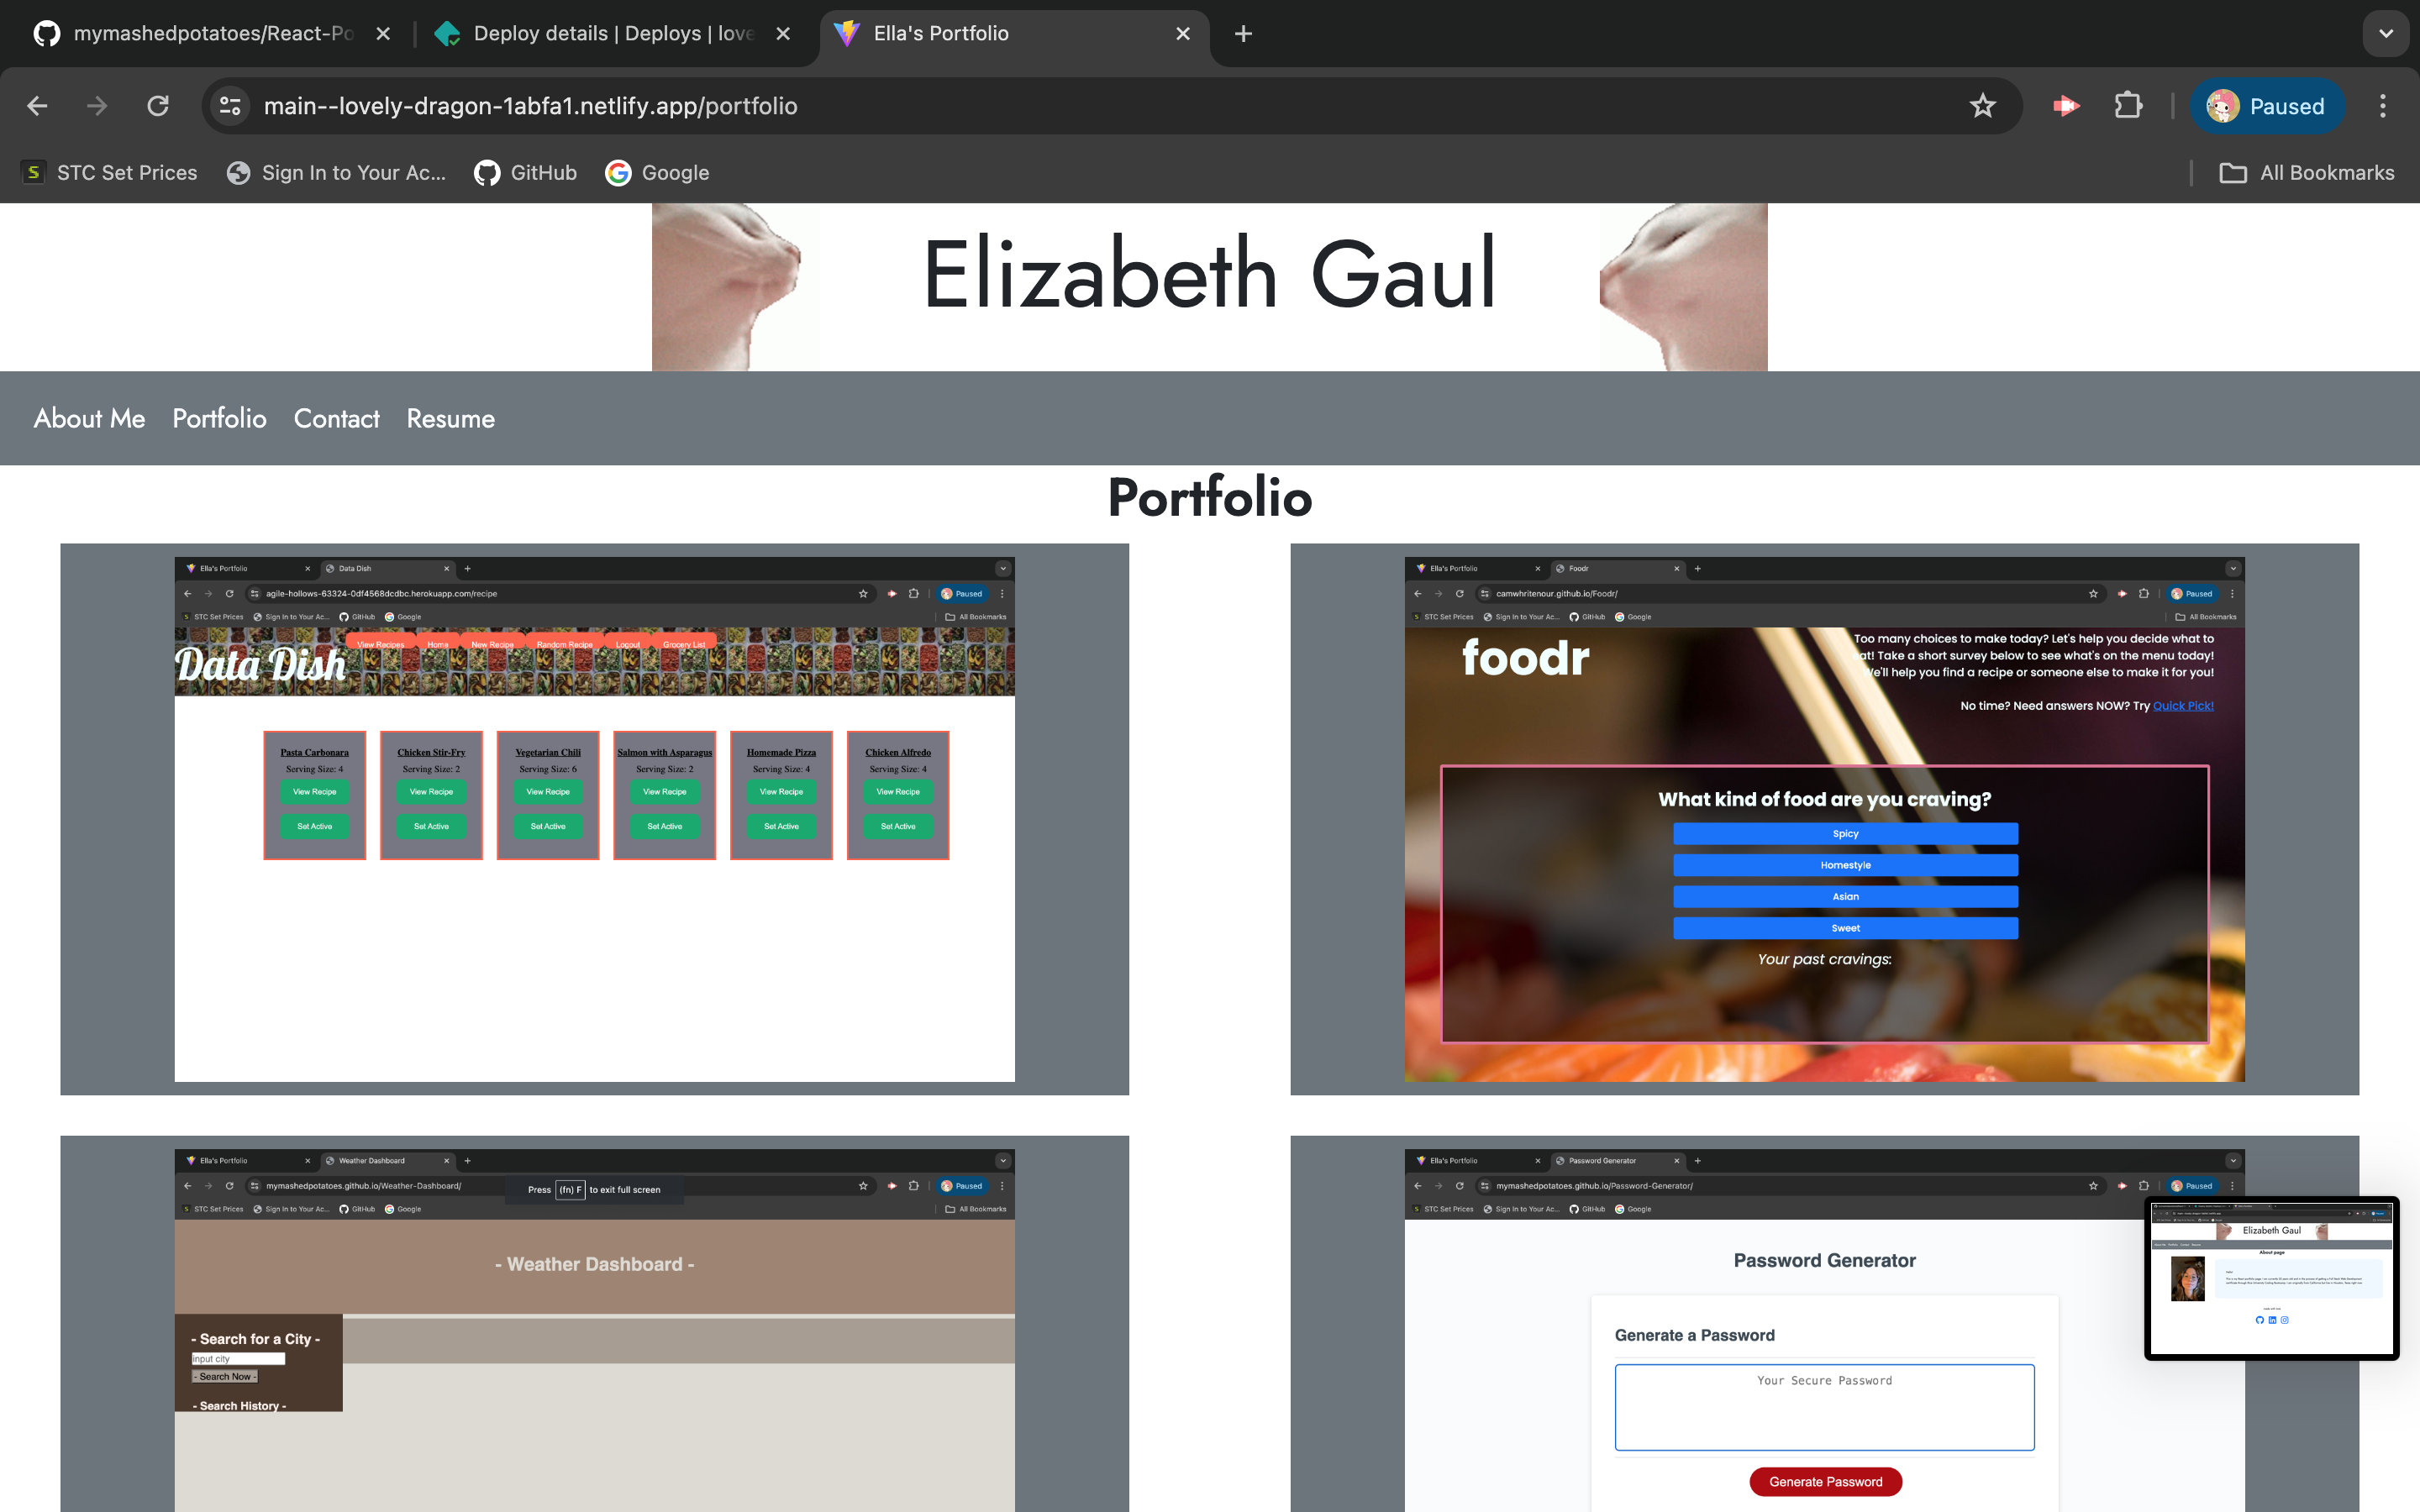 mymashedpotatoes/React-Po
Deploy details | Deploys | love
Ella's Portfolio
main--lovely-dragon-1abfa1.netlify.app/portfolio
Paused
STC Set Prices
Sign In to Your Ac...
GitHub
Google
All Bookmarks
Elizabeth Gaul
About Me
Portfolio
Contact
Resume
Portfolio
Ella's Portfolio
Data Dish
agile-hollows-63324-0df4568dcdbc.herokuapp.com/recipe
Paused
STC Set Prices
Sign In to Your Ac...
GitHub
Google
All Bookmarks
Data Dish
View Recipes
Home
New Recipe
Random Recipe
Logout
Grocery List
Pasta Carbonara
Serving Size: 4
View Recipe
Set Active
Chicken Stir-Fry
Serving Size: 2
View Recipe
Set Active
Vegetarian Chili
Serving Size: 6
View Recipe
Set Active
Salmon with Asparagus
Serving Size: 2
View Recipe
Set Active
Homemade Pizza
Serving Size: 4
View Recipe
Set Active
Chicken Alfredo
Serving Size: 4
View Recipe
Set Active
Ella's Portfolio
Foodr
camwhritenour.github.io/Foodr/
Paused
STC Set Prices
Sign In to Your Ac...
GitHub
Google
All Bookmarks
foodr
Too many choices to make today? Let's help you decide what to
eat! Take a short survey below to see what's on the menu today!
We'll help you find a recipe or someone else to make it for you!
No time? Need answers NOW? Try Quick Pick!
What kind of food are you craving?
Spicy
Homestyle
Asian
Sweet
Your past cravings:
Ella's Portfolio
Weather Dashboard
mymashedpotatoes.github.io/Weather-Dashboard/
Press (fn) F to exit full screen
Paused
STC Set Prices
Sign In to Your Ac...
GitHub
Google
All Bookmarks
- Weather Dashboard -
- Search for a City -
input city
- Search Now -
- Search History -
Ella's Portfolio
Password Generator
mymashedpotatoes.github.io/Password-Generator/
Paused
STC Set Prices
Sign In to Your Ac...
GitHub
Google
Password Generator
Generate a Password
Your Secure Password
Generate Password
Elizabeth Gaul
About page